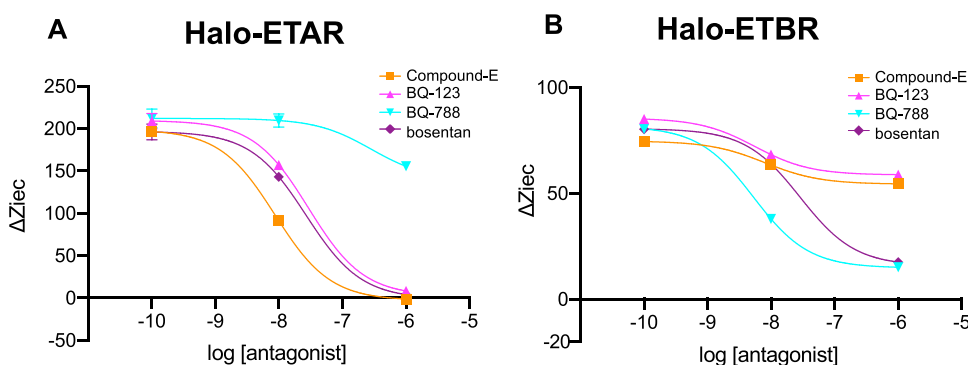 A
Halo-ETAR
Compound-E
BQ-123
BQ-788
bosentan
ΔZiec
250
200
150
100
50
0
-50
-10
-9
-8
-7
-6
-5
log [antagonist]
B
Halo-ETBR
Compound-E
BQ-123
BQ-788
bosentan
ΔZiec
100
50
0
-20
-10
-9
-8
-7
-6
-5
log [antagonist]